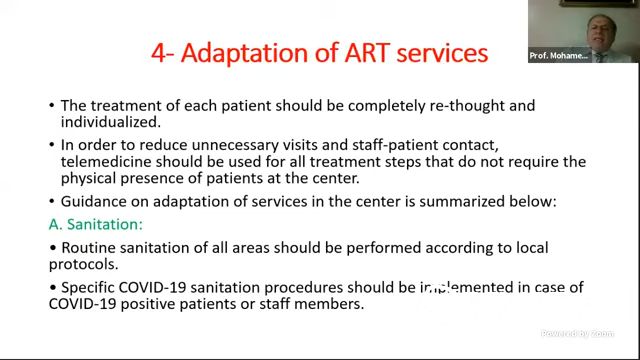 Prof. Mohame...
4- Adaptation of ART services
• The treatment of each patient should be completely re-thought and
individualized.
• In order to reduce unnecessary visits and staff-patient contact,
telemedicine should be used for all treatment steps that do not require the
physical presence of patients at the center.
• Guidance on adaptation of services in the center is summarized below:
A. Sanitation:
• Routine sanitation of all areas should be performed according to local
protocols.
• Specific COVID-19 sanitation procedures should be implemented in case of
COVID-19 positive patients or staff members.
Powered by Zoom